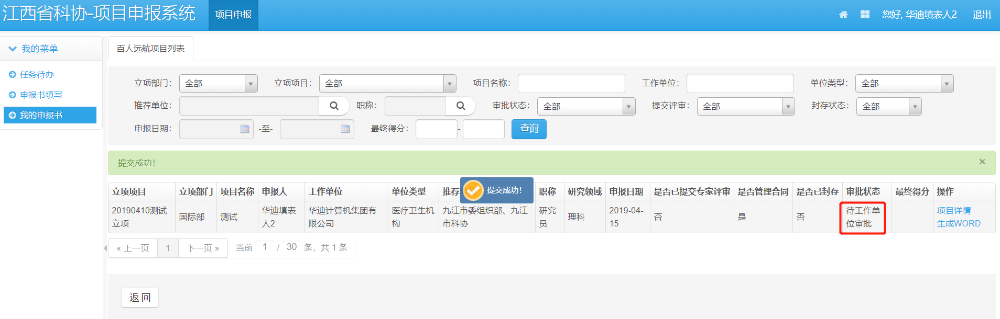 江西省科协-项目申报系统
项目申报
您好, 华迪填表人2
退出
我的菜单
任务待办
申报书填写
我的申报书
百人远航项目列表
立项部门： 全部 立项项目： 全部 项目名称： 工作单位： 单位类型： 全部
推荐单位： 职称： 审批状态： 全部 提交评审： 全部 封存状态： 全部
申报日期： -至- 最终得分： - 查询
提交成功！ ×
立项项目 立项部门 项目名称 申报人 工作单位 单位类型 推荐 职称 研究领域 申报日期 是否已提交专家评审 是否管理合同 是否已封存 审批状态 最终得分 操作
提交成功！
20190410测试
立项
国际部
测试
华迪填表
人2
华迪计算机集团有
限公司
医疗卫生机
构
九江市委组织部、九江
市科协
研究
员
理科
2019-04-
15
否
是
否
待工作单
位审批
项目详情
生成WORD
« 上一页 1 下一页 » 当前 1 / 30 条，共 1 条
返 回